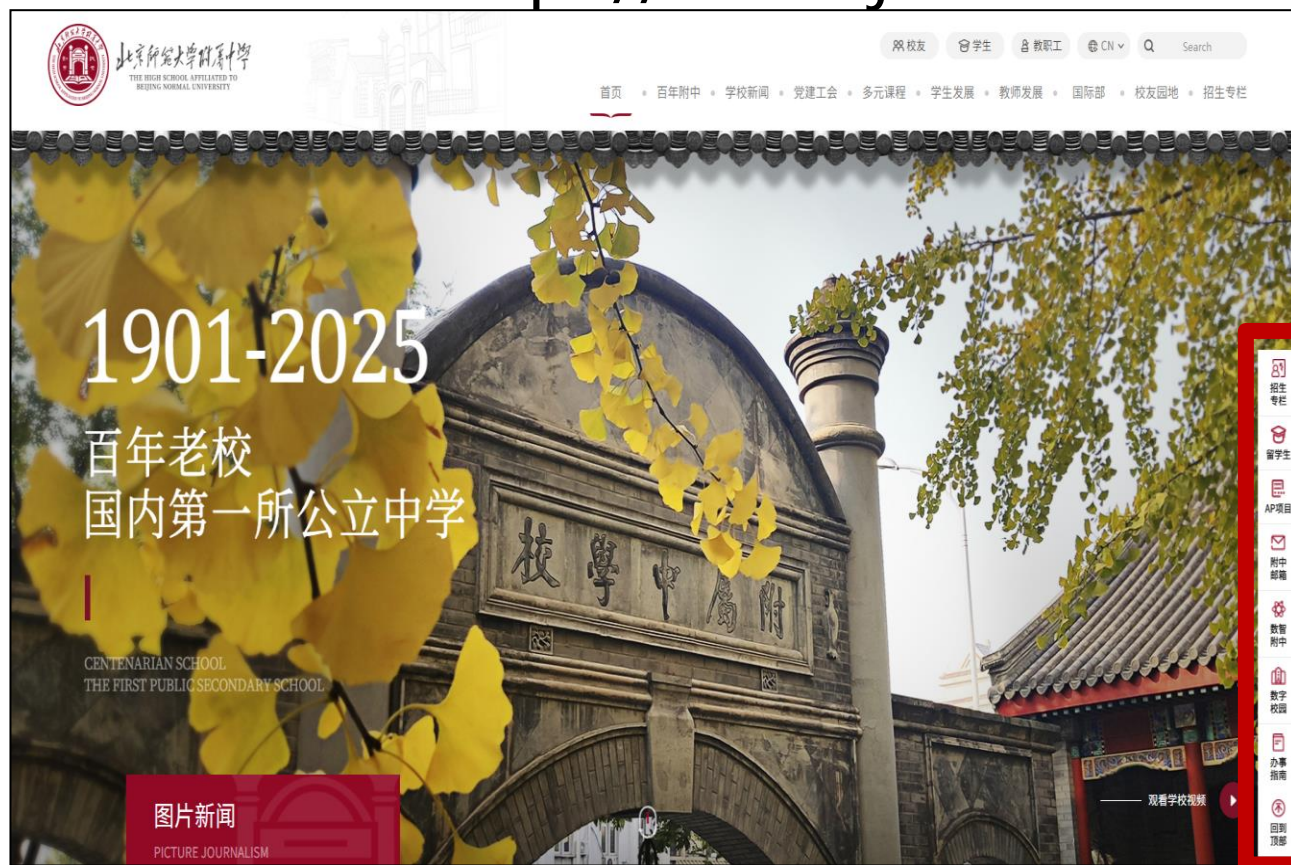 北京师范大学附属中学
THE HIGH SCHOOL AFFILIATED TO
BEIJING NORMAL UNIVERSITY
校友 学生 教职工 CN Search
首页 百年附中 学校新闻 党建工会 多元课程 学生发展 教师发展 国际部 校友园地 招生专栏
1901-2025
百年老校
国内第一所公立中学
校學中屬附
CENTENARIAN SCHOOL
THE FIRST PUBLIC SECONDARY SCHOOL
图片新闻
PICTURE JOURNALISM
观看学校视频
招生
专栏
留学生
AP项目
附中
邮箱
数智
附中
数字
校园
办事
指南
回到
顶部